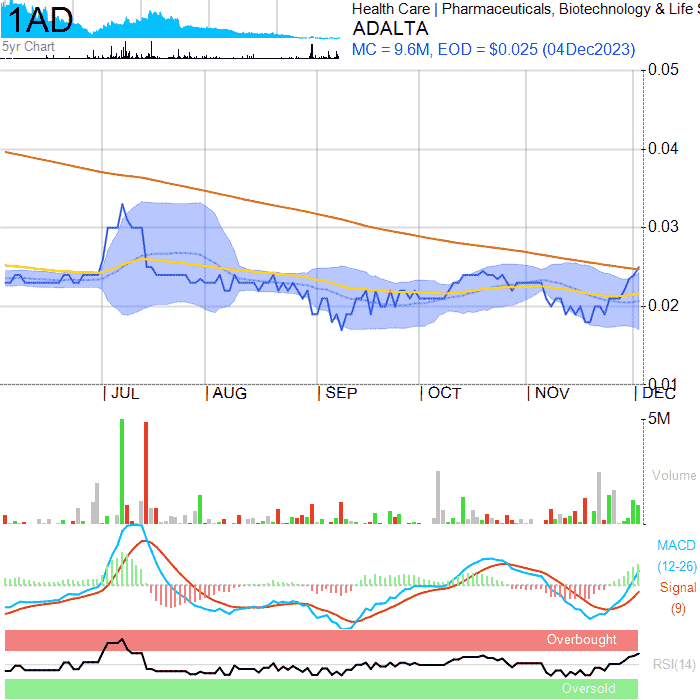 1AD
Health Care | Pharmaceuticals, Biotechnology & Life S
ADALTA
5yr Chart
MC = 9.6M, EOD = $0.025 (04Dec2023)
0.05
0.04
0.03
0.02
0.01
JUL
AUG
SEP
OCT
NOV
DEC
5M
Volume
MACD
(12-26)
Signal
(9)
Overbought
RSI(14)
Oversold